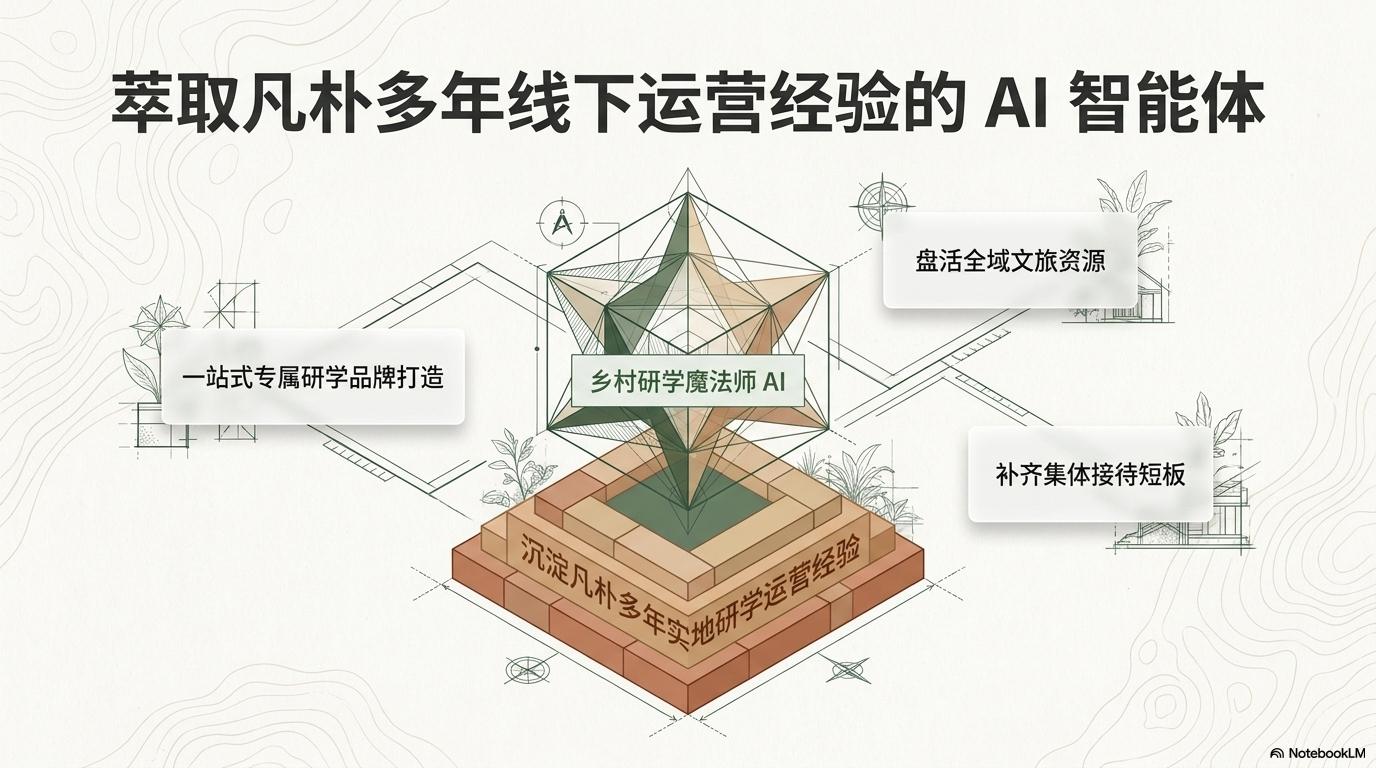 萃取凡朴多年线下运营经验的 AI 智能体
盘活全域文旅资源
一站式专属研学品牌打造
乡村研学魔法师 AI
补齐集体接待短板
沉淀凡朴多年实地研学运营经验
NotebookLM